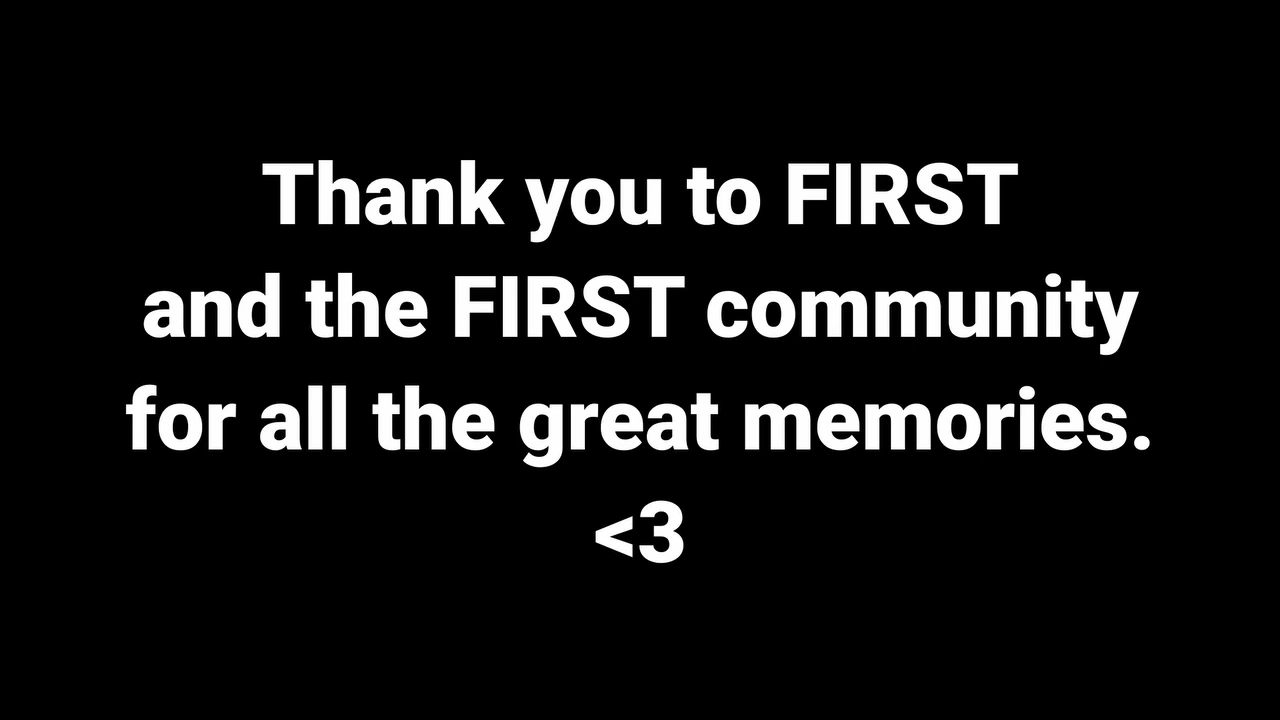 Thank you to FIRST
and the FIRST community
for all the great memories.
<3